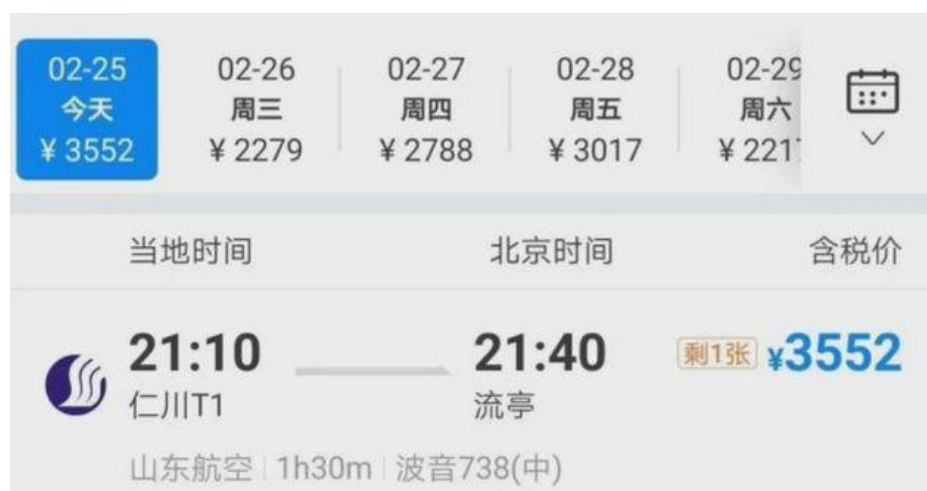 02-25 02-26 02-27 02-28 02-29
今天 周三 周四 周五 周六
¥3552 ¥2279 ¥2788 ¥3017 ¥221
当地时间 北京时间 含税价
21:10 21:40 剩1张 ¥3552
仁川T1 流亭
山东航空 1h30m 波音738(中)